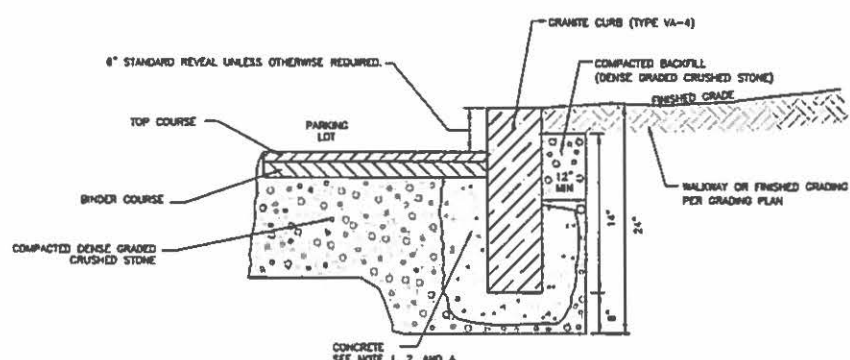 GRANITE CURB (TYPE VA-4)
6" STANDARD REVEAL UNLESS OTHERWISE REQUIRED.
COMPACTED BACKFILL
(DENSE GRADED CRUSHED STONE)
FINISHED GRADE
TOP COURSE
PARKING
LOT
12"
MIN
BINDER COURSE
WALKWAY OR FINISHED GRADING
PER GRADING PLAN
14"
24"
COMPACTED DENSE GRADED
CRUSHED STONE
8"
CONCRETE
SEE NOTE 1, 2, AND 4